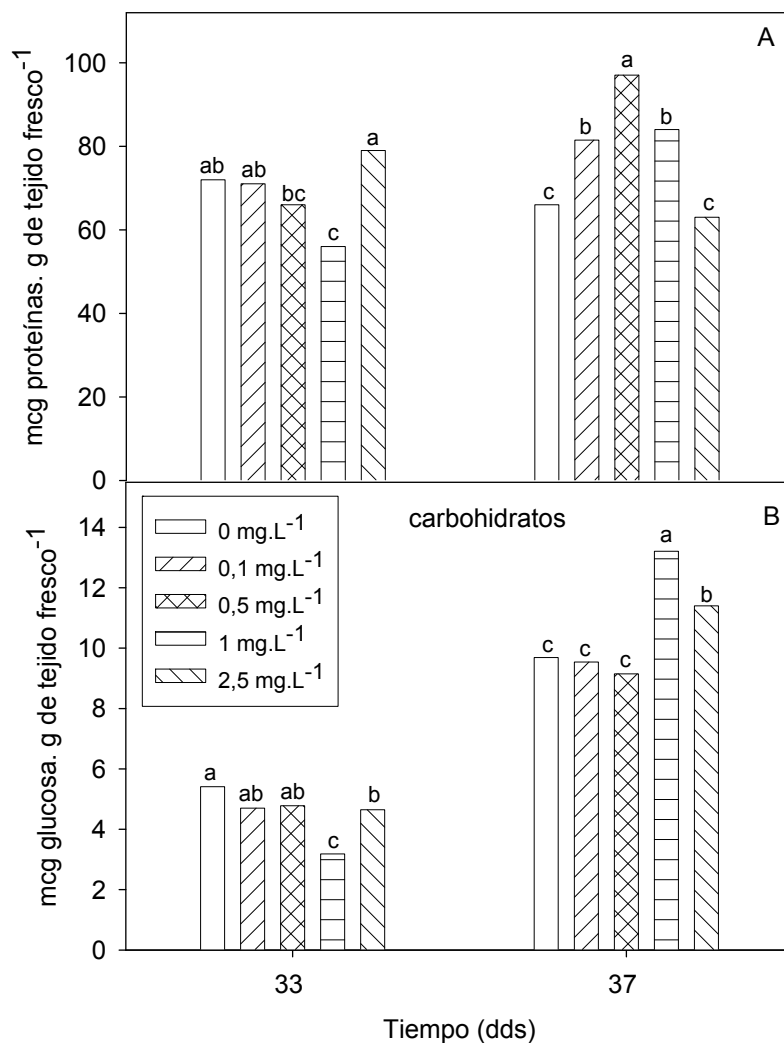 A
mcg proteínas. g de tejido fresco-1
100
80
60
40
20
0
ab
ab
bc
c
a
c
b
a
b
c
B
carbohidratos
mcg glucosa. g de tejido fresco-1
14
12
10
8
6
4
2
0
0 mg.L-1
0,1 mg.L-1
0,5 mg.L-1
1 mg.L-1
2,5 mg.L-1
a
ab
ab
c
b
c
c
c
a
b
33
37
Tiempo (dds)